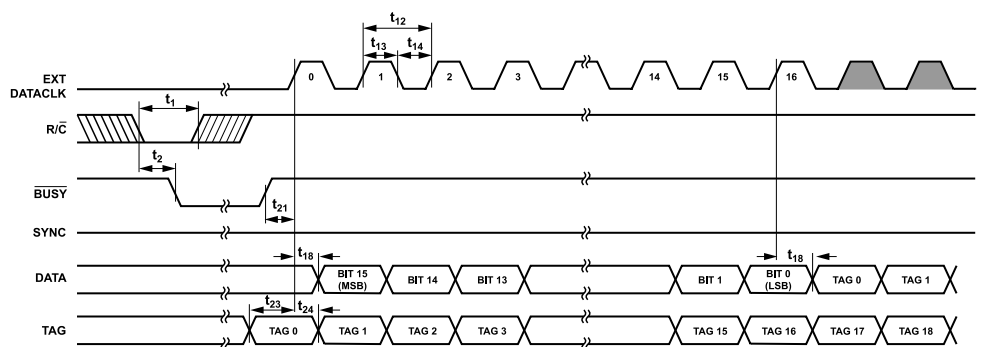 t12
t13 t14
EXT
DATACLK
0 1 2 3 14 15 16
t1
R/C̅
t2
B̅U̅S̅Y̅
t21
SYNC
t18 t18
DATA
BIT 15
(MSB)
BIT 14 BIT 13 BIT 1
BIT 0
(LSB)
TAG 0 TAG 1
t23 t24
TAG
TAG 0 TAG 1 TAG 2 TAG 3 TAG 15 TAG 16 TAG 17 TAG 18